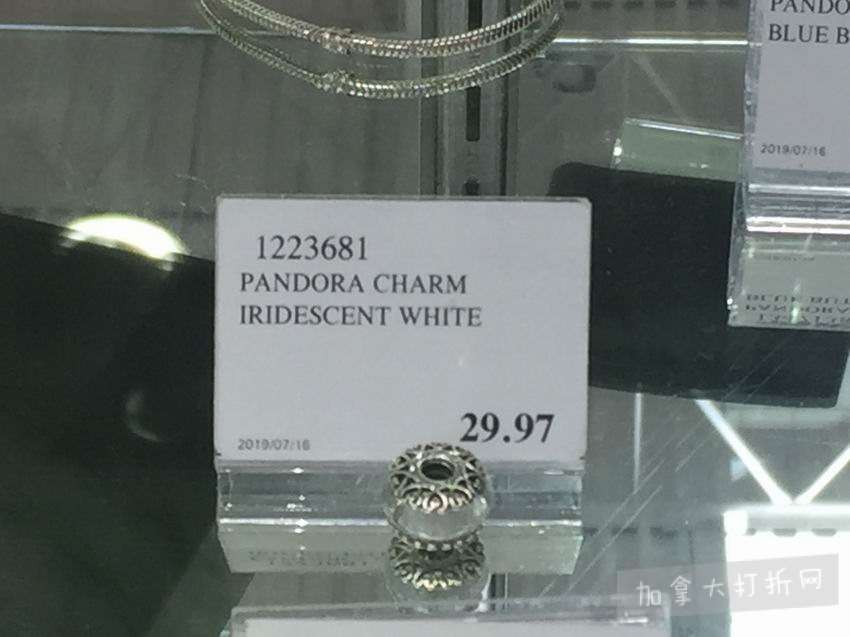 PANDO
BLUE B
2019/07/16
1223681
PANDORA CHARM
IRIDESCENT WHITE
29.97
2019/07/16
加拿大打折网